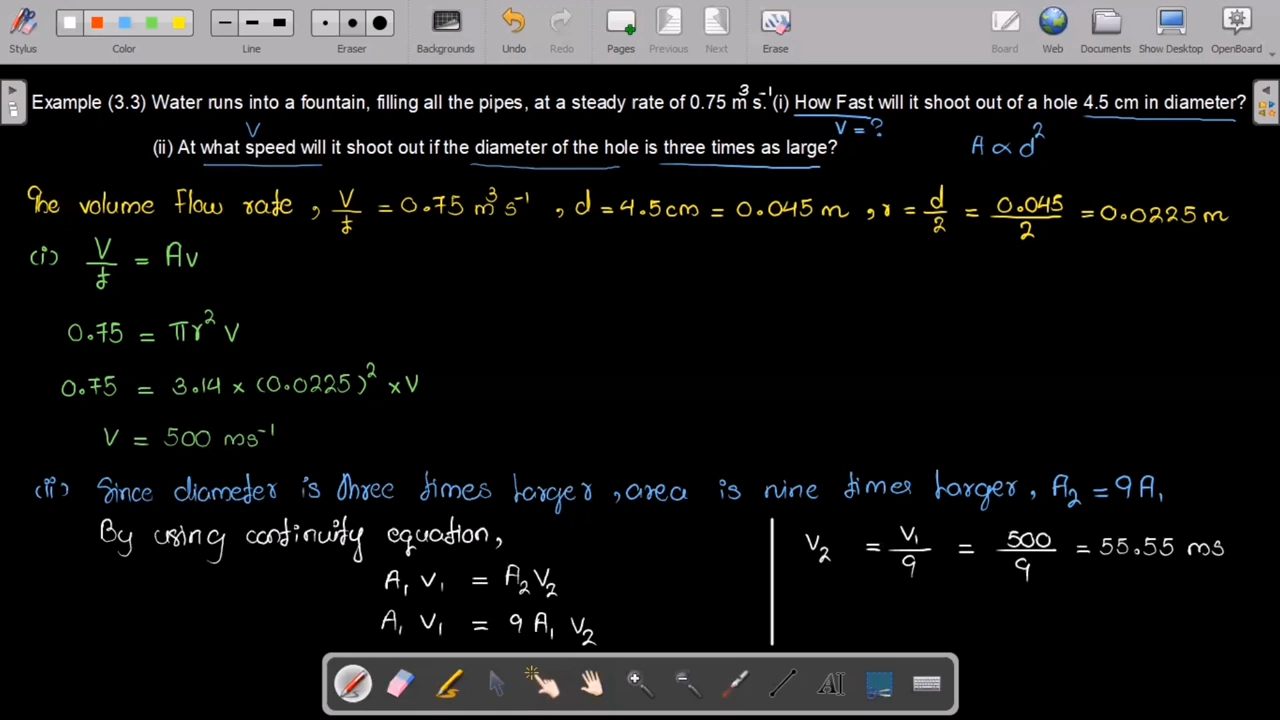 Stylus Color Line Eraser Backgrounds Undo Redo Pages Previous Next Erase Board Web Documents Show Desktop OpenBoard
Example (3.3) Water runs into a fountain, filling all the pipes, at a steady rate of 0.75 m³ s⁻¹. (i) How Fast will it shoot out of a hole 4.5 cm in diameter?
V V = ? A ∝ d²
(ii) At what speed will it shoot out if the diameter of the hole is three times as large?
The volume flow rate, V/t = 0.75 m³ s⁻¹, d = 4.5 cm = 0.045 m, r = d/2 = 0.045/2 = 0.0225 m
(i) V/t = Av
0.75 = πr² V
0.75 = 3.14 × (0.0225)² × V
V = 500 ms⁻¹
(ii) Since diameter is three times larger, area is nine times larger, A₂ = 9A₁
By using continuity equation,
A₁ V₁ = A₂ V₂
A₁ V₁ = 9 A₁ V₂
V₂ = V₁/9 = 500/9 = 55.55 ms
AI